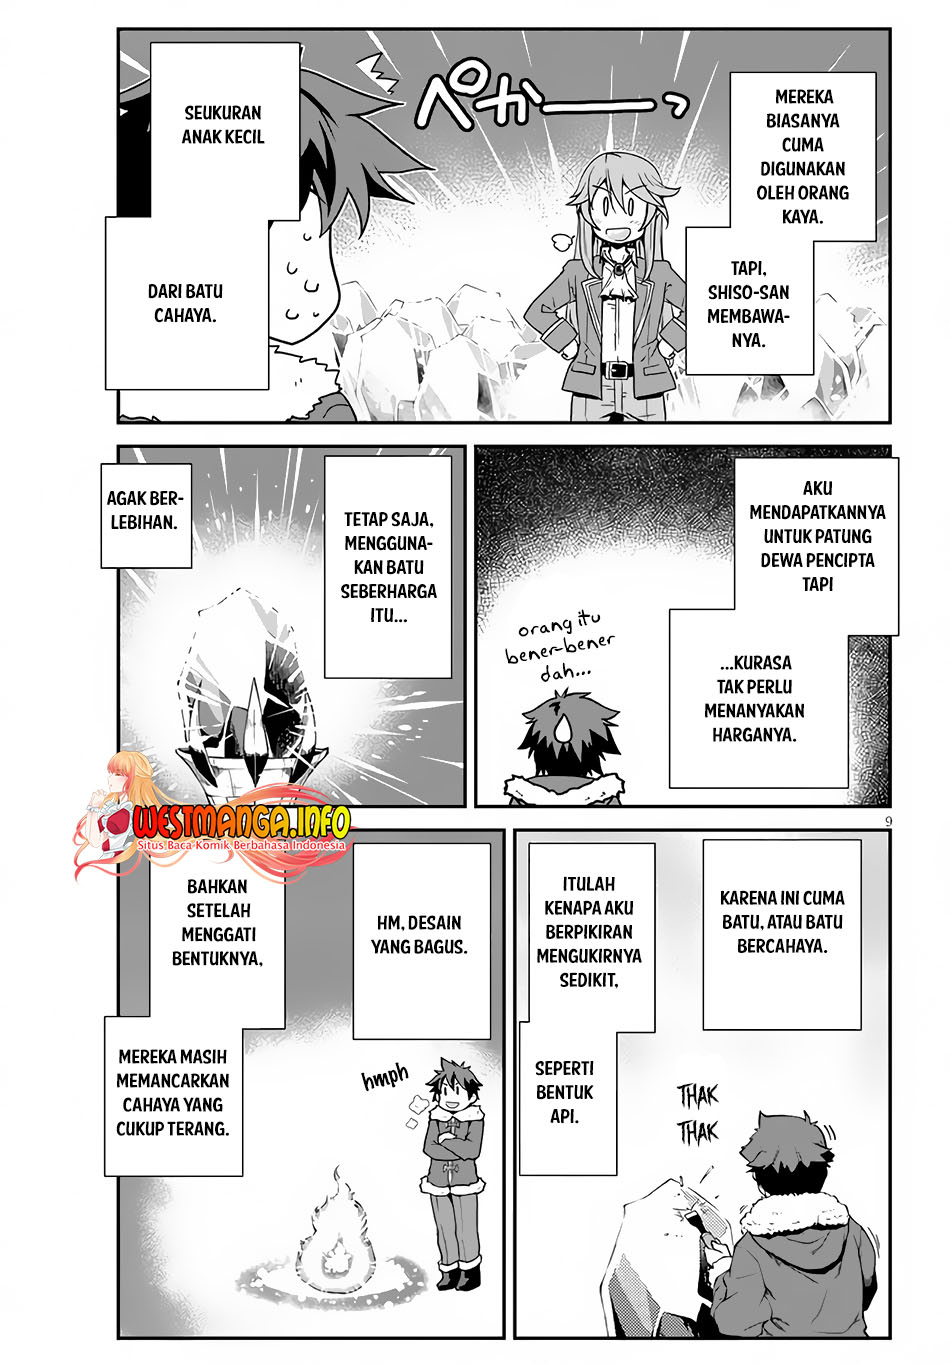 MEREKA
BIASANYA
CUMA
DIGUNAKAN
OLEH ORANG
KAYA.
TAPI,
SHISO-SAN
MEMBAWA-
NYA.
ペかーっ
SEUKURAN
ANAK KECIL
DARI BATU
CAHAYA.
AKU
MENDAPATKANNYA
UNTUK PATUNG
DEWA PENCIPTA
TAPI
...KURASA
TAK PERLU
MENANYAKAN
HARGANYA.
orang itu
bener-bener
dah...
TETAP SAJA,
MENGGUNA-
KAN BATU
SEBERHARGA
ITU...
AGAK BER-
LEBIHAN.
WESTMANGA.INFO
Situs Baca Komik Berbahasa Indonesia
9
KARENA INI CUMA
BATU, ATAU BATU
BERCAHAYA.
ITULAH
KENAPA AKU
BERPIKIRAN
MENGUKIRNYA
SEDIKIT,
SEPERTI
BENTUK
API.
THAK
THAK
HM, DESAIN
YANG BAGUS.
hmph
BAHKAN
SETELAH
MENGGATI
BENTUKNYA,
MEREKA MASIH
MEMANCARKAN
CAHAYA YANG
CUKUP TERANG.